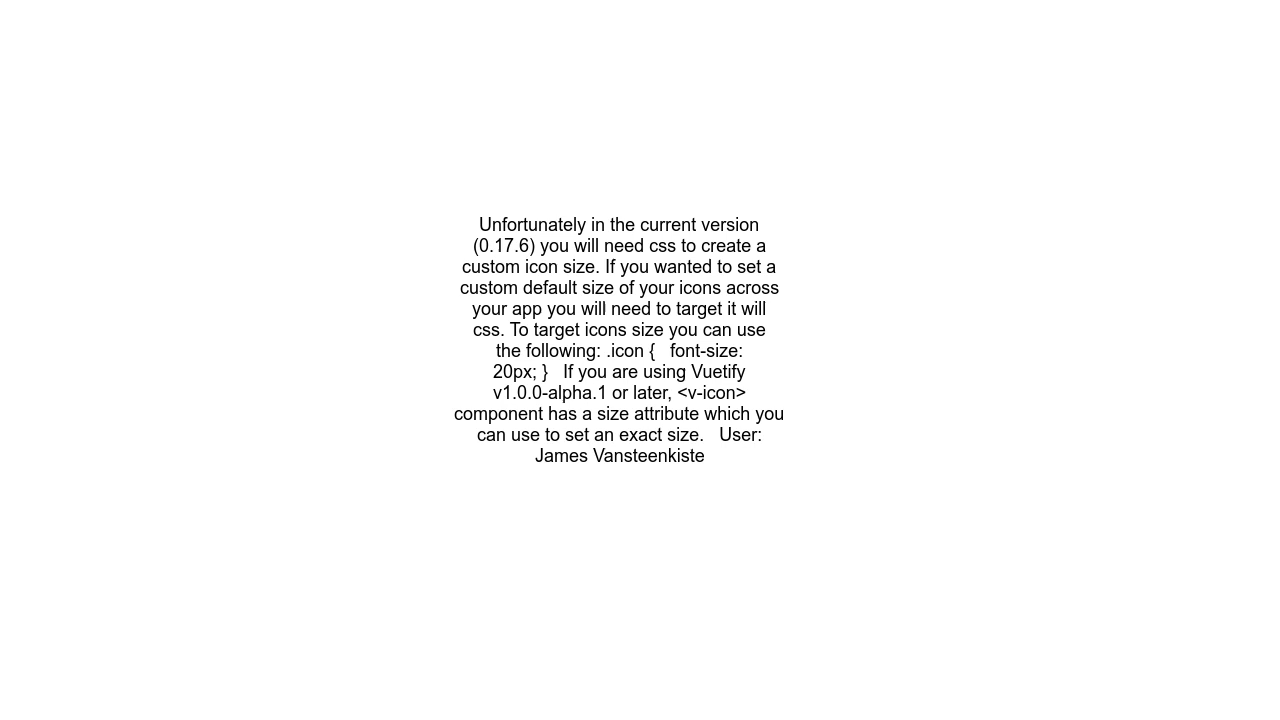 Unfortunately in the current version
(0.17.6) you will need css to create a
custom icon size. If you wanted to set a
custom default size of your icons across
your app you will need to target it will
css. To target icons size you can use
the following: .icon {   font-size:
20px; }   If you are using Vuetify
v1.0.0-alpha.1 or later, <v-icon>
component has a size attribute which you
can use to set an exact size.   User:
James Vansteenkiste